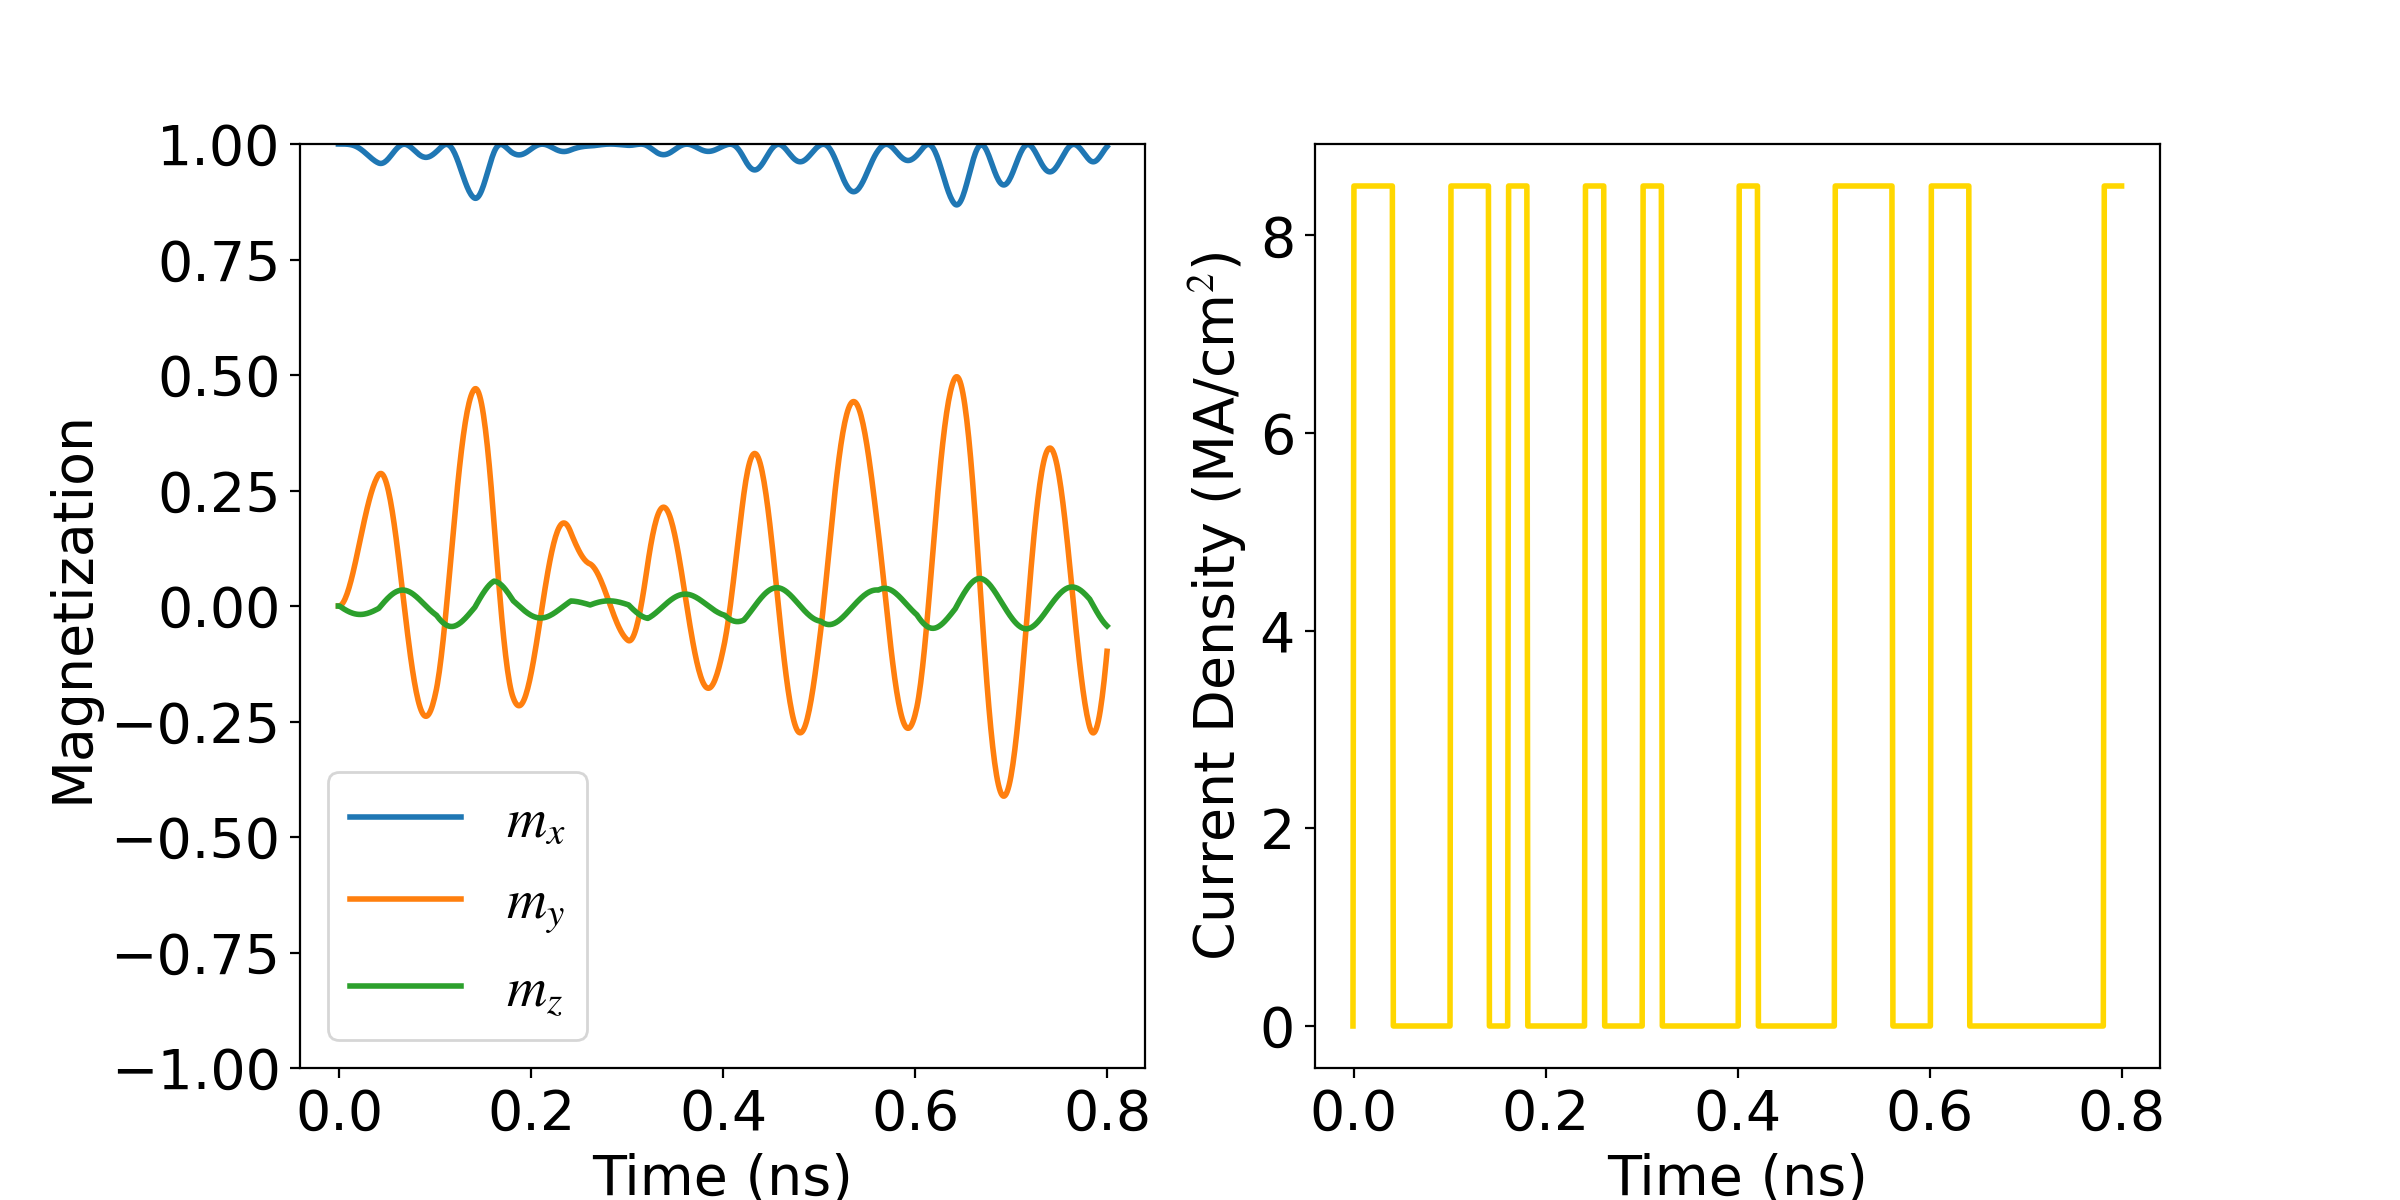 1.00
0.75
0.50
0.25
0.00
−0.25
−0.50
−0.75
−1.00
Magnetization
m_x
m_y
m_z
0.0 0.2 0.4 0.6 0.8
Time (ns)
8
6
4
2
0
Current Density (MA/cm²)
0.0 0.2 0.4 0.6 0.8
Time (ns)